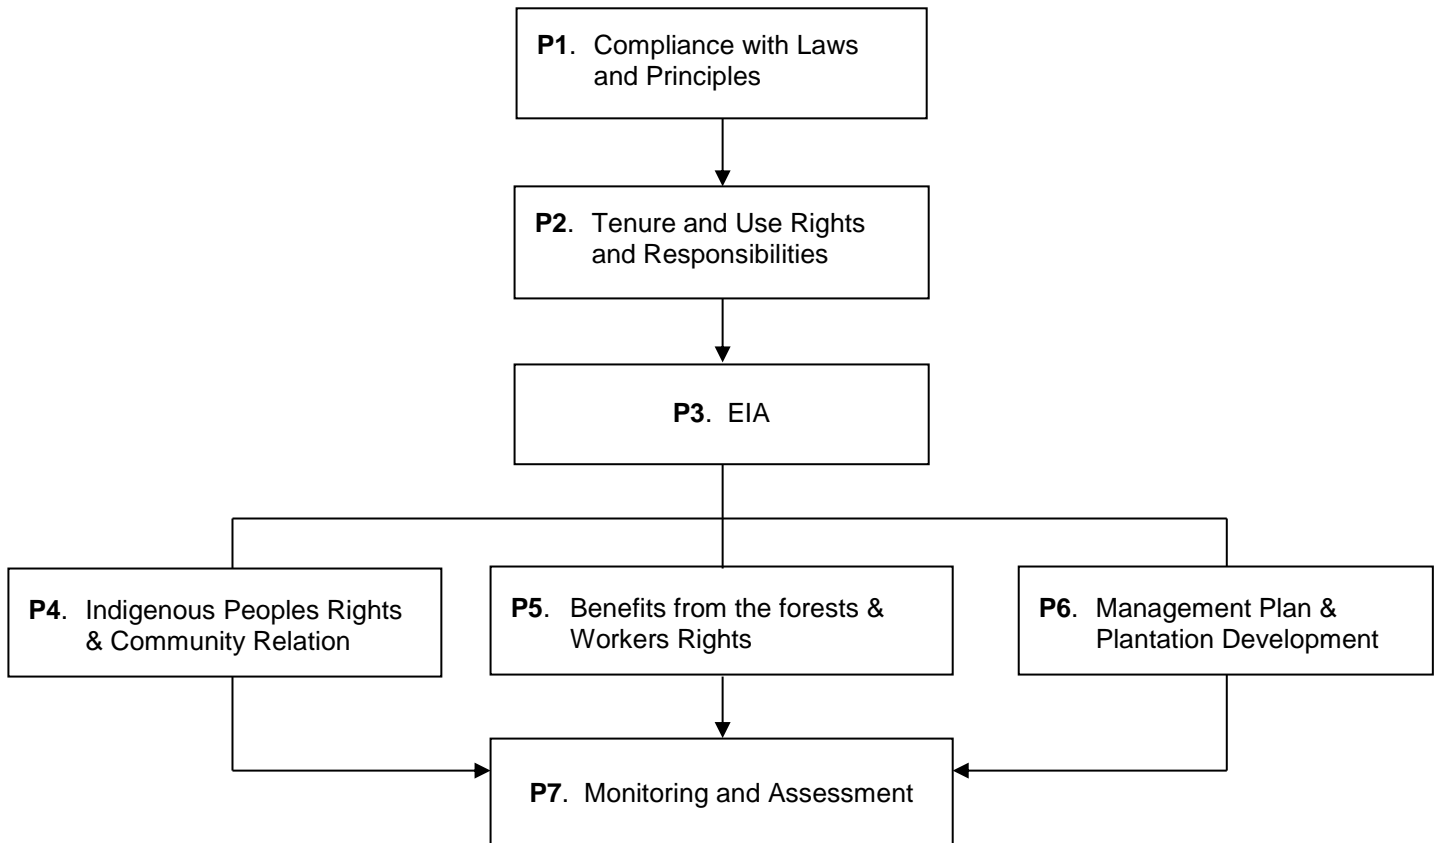 P1. Compliance with Laws
and Principles
P2. Tenure and Use Rights
and Responsibilities
P3. EIA
P4. Indigenous Peoples Rights
& Community Relation
P5. Benefits from the forests &
Workers Rights
P6. Management Plan &
Plantation Development
P7. Monitoring and Assessment